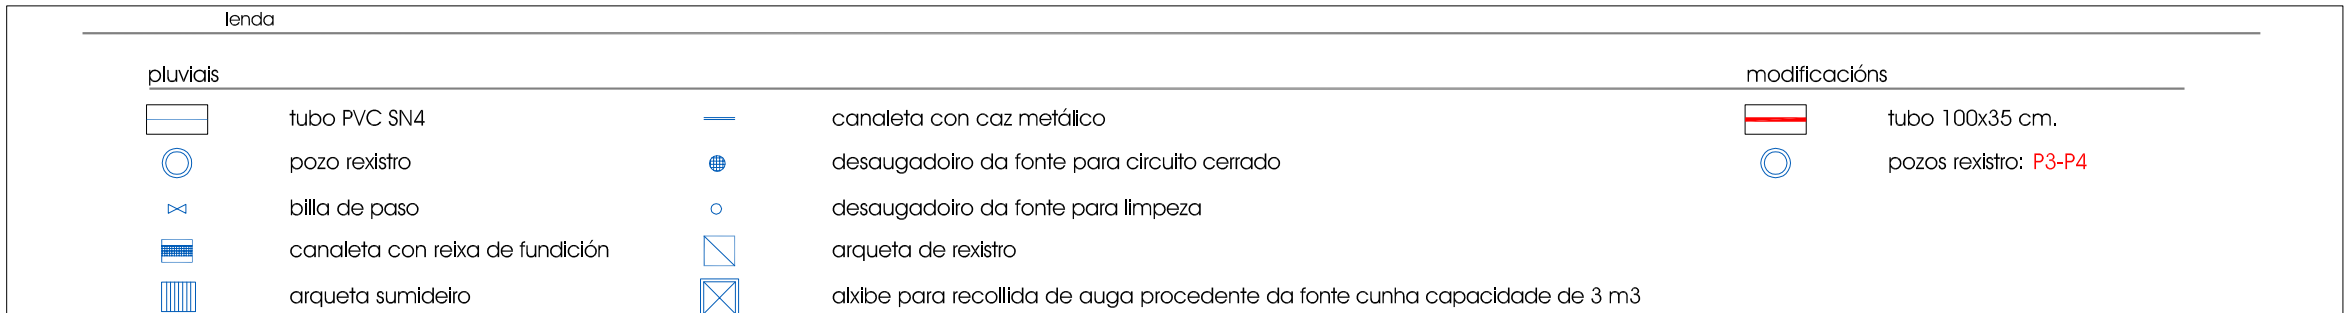 lenda
pluviais
tubo PVC SN4
pozo rexistro
billa de paso
canaleta con reixa de fundición
arqueta sumideiro
canaleta con caz metálico
desaugadoiro da fonte para circuito cerrado
desaugadoiro da fonte para limpeza
arqueta de rexistro
alxibe para recollida de auga procedente da fonte cunha capacidade de 3 m3
modificacións
tubo 100x35 cm.
pozos rexistro: P3-P4